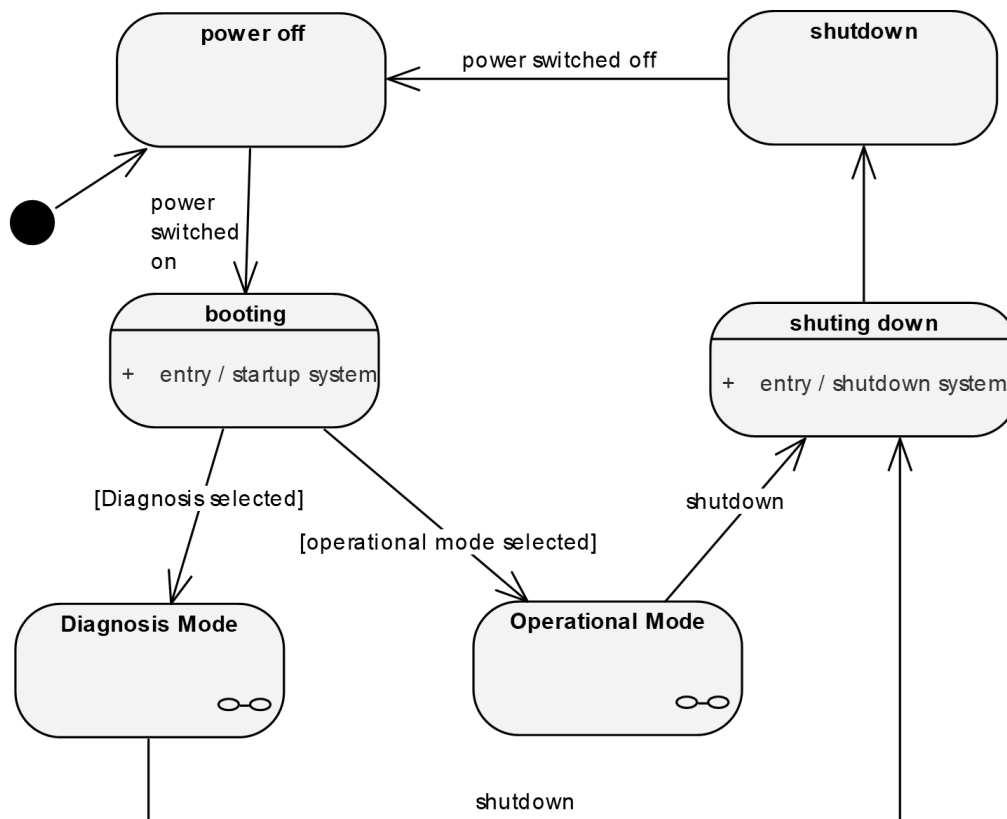 power off
shutdown
power switched off
power
switched
on
booting
+ entry / startup system
shuting down
+ entry / shutdown system
[Diagnosis selected]
shutdown
[operational mode selected]
Diagnosis Mode
Operational Mode
shutdown